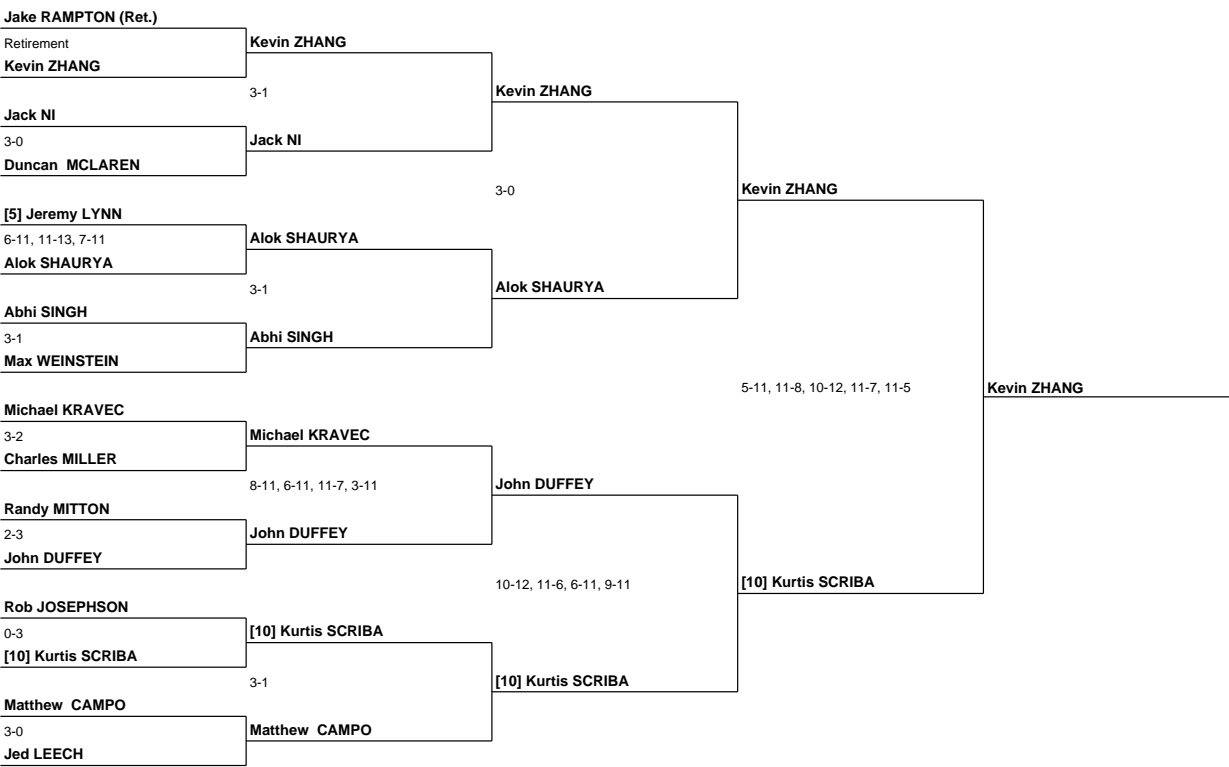 Jake RAMPTON (Ret.)
Retirement
Kevin ZHANG
Kevin ZHANG
3-1
Kevin ZHANG
Jack NI
3-0
Jack NI
Duncan MCLAREN
3-0
Kevin ZHANG
[5] Jeremy LYNN
6-11, 11-13, 7-11
Alok SHAURYA
Alok SHAURYA
3-1
Alok SHAURYA
Abhi SINGH
3-1
Abhi SINGH
Max WEINSTEIN
5-11, 11-8, 10-12, 11-7, 11-5
Kevin ZHANG
Michael KRAVEC
3-2
Michael KRAVEC
Charles MILLER
8-11, 6-11, 11-7, 3-11
John DUFFEY
Randy MITTON
2-3
John DUFFEY
John DUFFEY
10-12, 11-6, 6-11, 9-11
[10] Kurtis SCRIBA
Rob JOSEPHSON
0-3
[10] Kurtis SCRIBA
[10] Kurtis SCRIBA
3-1
[10] Kurtis SCRIBA
Matthew CAMPO
3-0
Matthew CAMPO
Jed LEECH